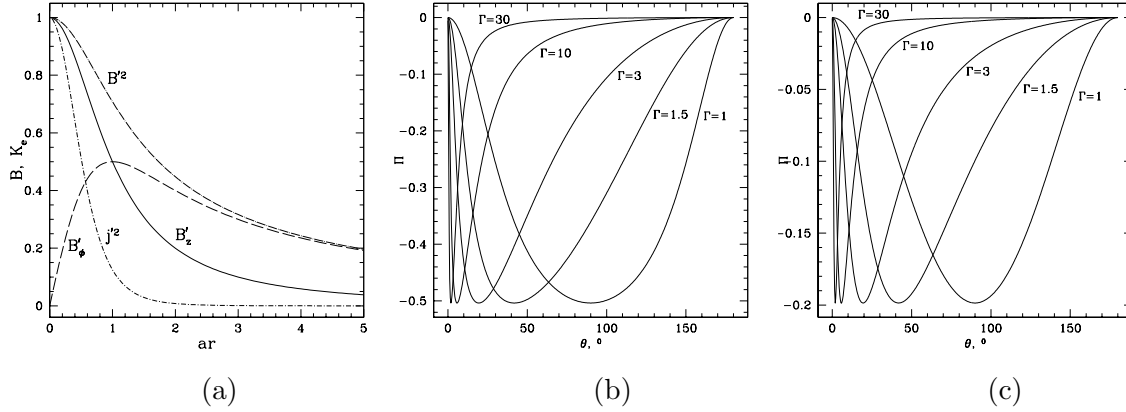 1
0.8
0.6
0.4
0.2
0
B, K_e
B'^2
B'_ϕ
j'^2
B'_z
0 1 2 3 4 5
ar
(a)
0
−0.1
−0.2
−0.3
−0.4
−0.5
Π
Γ=30
Γ=10
Γ=3
Γ=1.5
Γ=1
0 50 100 150
θ, °
(b)
0
−0.05
−0.1
−0.15
−0.2
Π
Γ=30
Γ=10
Γ=3
Γ=1.5
Γ=1
0 50 100 150
θ, °
(c)